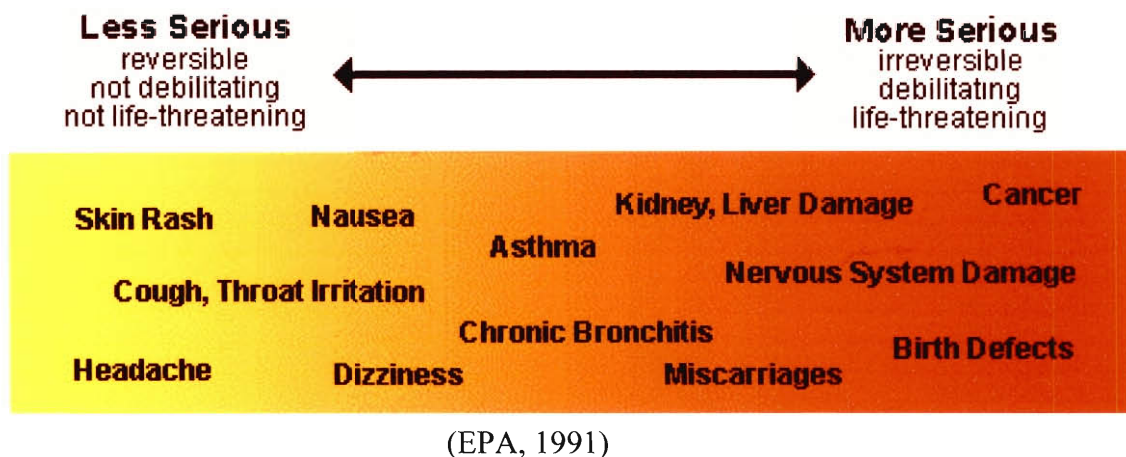 Less Serious
reversible
not debilitating
not life-threatening
More Serious
irreversible
debilitating
life-threatening
Skin Rash
Nausea
Kidney, Liver Damage
Cancer
Asthma
Cough, Throat Irritation
Nervous System Damage
Chronic Bronchitis
Birth Defects
Headache
Dizziness
Miscarriages
(EPA, 1991)